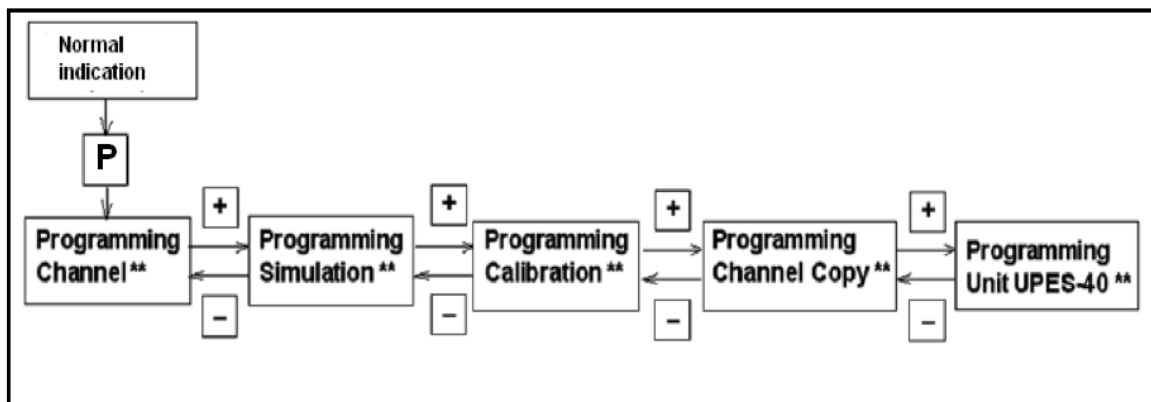 Normal
indication
P
+
+
+
+
Programming
Channel **
Programming
Simulation **
Programming
Calibration **
Programming
Channel Copy **
Programming
Unit UPES-40 **
−
−
−
−